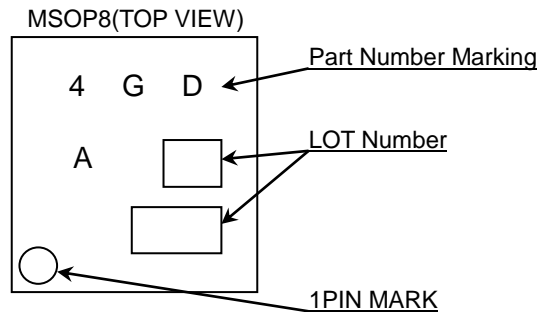 MSOP8(TOP VIEW)
Part Number Marking
4 G D
A
LOT Number
1PIN MARK